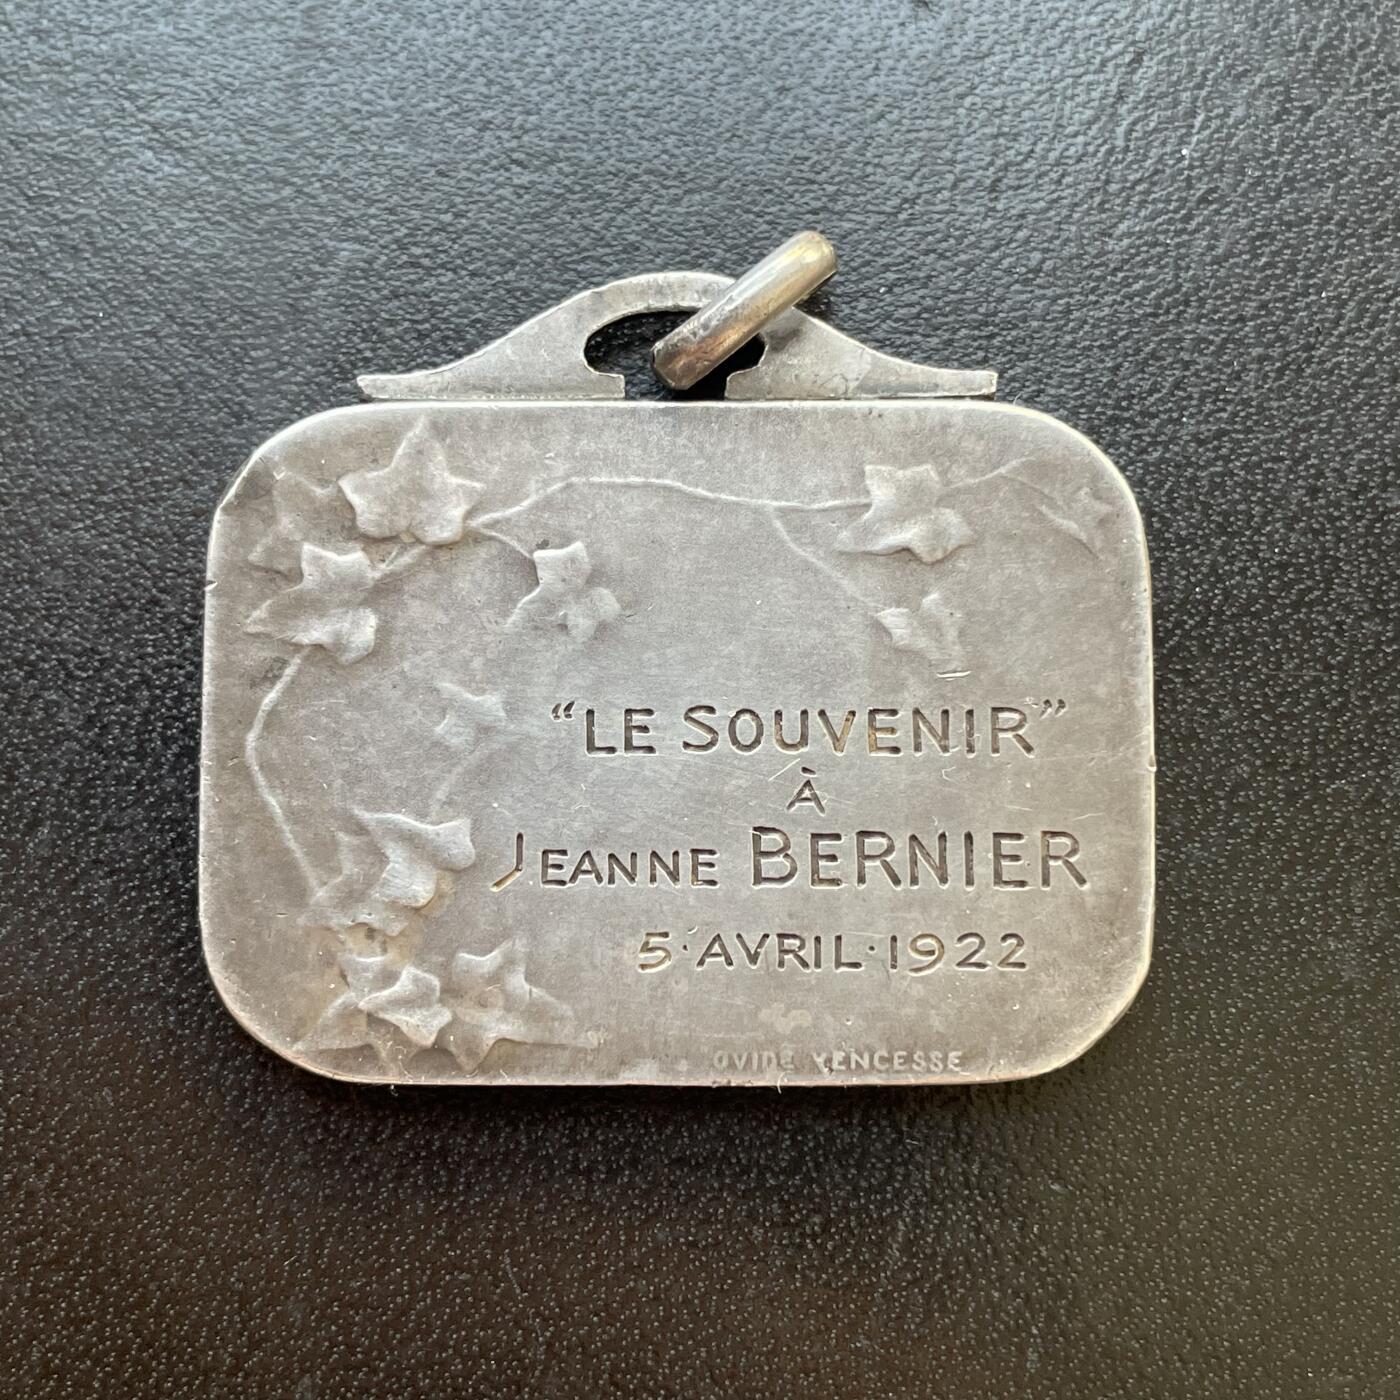 “LE SOUVENIR”
À
JEANNE BERNIER
5·AVRIL·1922
OVIDE YENCESSE